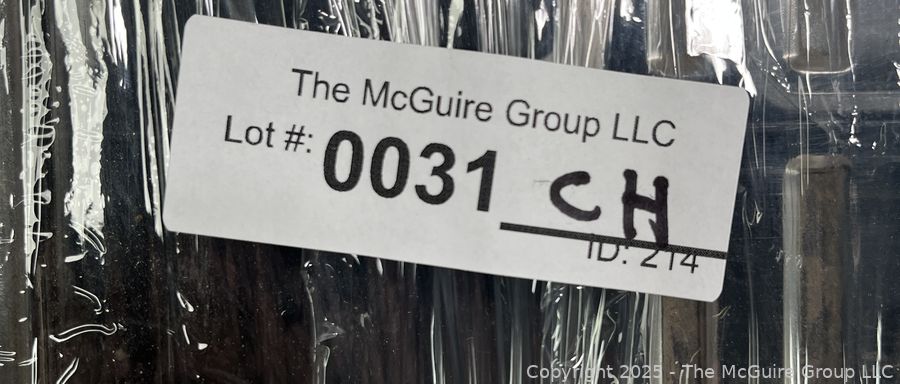 The McGuire Group LLC
Lot #: 0031 CH
ID: 214
Copyright 2025 - The McGuire Group LLC